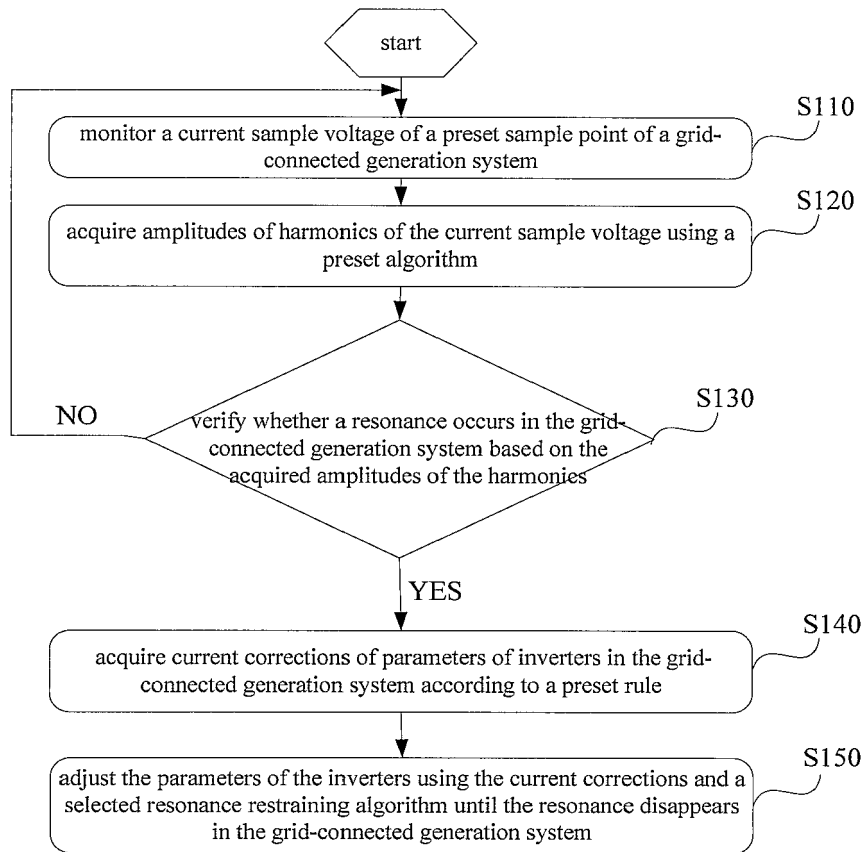 start
monitor a current sample voltage of a preset sample point of a grid-
connected generation system
S110
acquire amplitudes of harmonics of the current sample voltage using a
preset algorithm
S120
verify whether a resonance occurs in the grid-
connected generation system based on the
acquired amplitudes of the harmonics
S130
NO
YES
acquire current corrections of parameters of inverters in the grid-
connected generation system according to a preset rule
S140
adjust the parameters of the inverters using the current corrections and a
selected resonance restraining algorithm until the resonance disappears
in the grid-connected generation system
S150